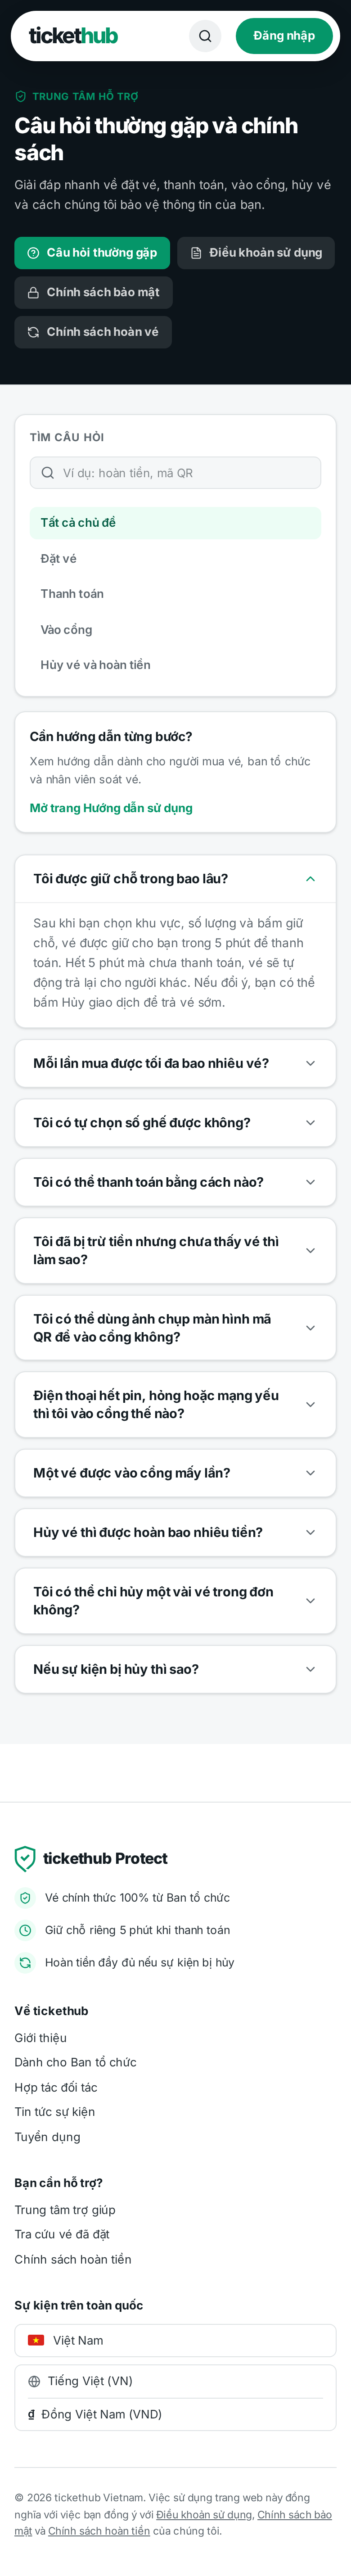 tickethub
Đăng nhập
TRUNG TÂM HỖ TRỢ
Câu hỏi thường gặp và chính
sách
Giải đáp nhanh về đặt vé, thanh toán, vào cổng, hủy vé
và cách chúng tôi bảo vệ thông tin của bạn.
Câu hỏi thường gặp
Điều khoản sử dụng
Chính sách bảo mật
Chính sách hoàn vé
TÌM CÂU HỎI
Ví dụ: hoàn tiền, mã QR
Tất cả chủ đề
Đặt vé
Thanh toán
Vào cổng
Hủy vé và hoàn tiền
Cần hướng dẫn từng bước?
Xem hướng dẫn dành cho người mua vé, ban tổ chức
và nhân viên soát vé.
Mở trang Hướng dẫn sử dụng
Tôi được giữ chỗ trong bao lâu?
Sau khi bạn chọn khu vực, số lượng và bấm giữ
chỗ, vé được giữ cho bạn trong 5 phút để thanh
toán. Hết 5 phút mà chưa thanh toán, vé sẽ tự
động trả lại cho người khác. Nếu đổi ý, bạn có thể
bấm Hủy giao dịch để trả vé sớm.
Mỗi lần mua được tối đa bao nhiêu vé?
Tôi có tự chọn số ghế được không?
Tôi có thể thanh toán bằng cách nào?
Tôi đã bị trừ tiền nhưng chưa thấy vé thì
làm sao?
Tôi có thể dùng ảnh chụp màn hình mã
QR để vào cổng không?
Điện thoại hết pin, hỏng hoặc mạng yếu
thì tôi vào cổng thế nào?
Một vé được vào cổng mấy lần?
Hủy vé thì được hoàn bao nhiêu tiền?
Tôi có thể chỉ hủy một vài vé trong đơn
không?
Nếu sự kiện bị hủy thì sao?
tickethub Protect
Vé chính thức 100% từ Ban tổ chức
Giữ chỗ riêng 5 phút khi thanh toán
Hoàn tiền đầy đủ nếu sự kiện bị hủy
Về tickethub
Giới thiệu
Dành cho Ban tổ chức
Hợp tác đối tác
Tin tức sự kiện
Tuyển dụng
Bạn cần hỗ trợ?
Trung tâm trợ giúp
Tra cứu vé đã đặt
Chính sách hoàn tiền
Sự kiện trên toàn quốc
Việt Nam
Tiếng Việt (VN)
₫ Đồng Việt Nam (VND)
© 2026 tickethub Vietnam. Việc sử dụng trang web này đồng
nghĩa với việc bạn đồng ý với Điều khoản sử dụng, Chính sách bảo
mật và Chính sách hoàn tiền của chúng tôi.